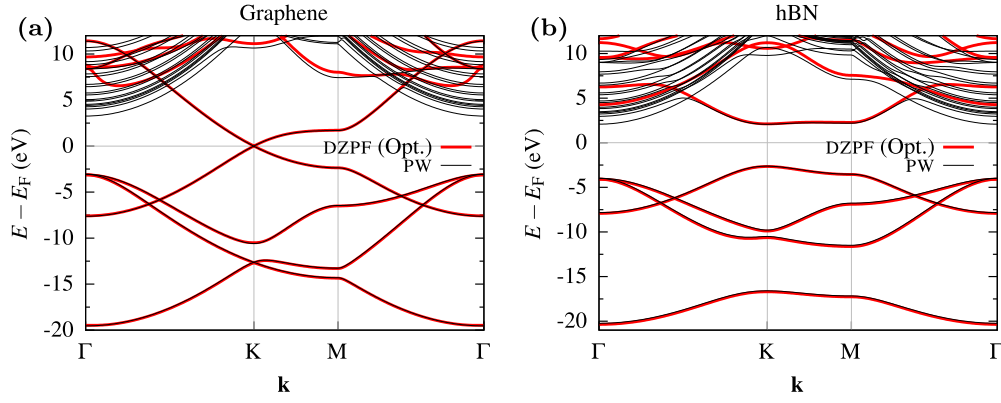 (a)
Graphene
10
5
0
-5
-10
-15
-20
E − E_F (eV)
DZPF (Opt.)
PW
Γ K M Γ
k
(b)
hBN
10
5
0
-5
-10
-15
-20
E − E_F (eV)
DZPF (Opt.)
PW
Γ K M Γ
k